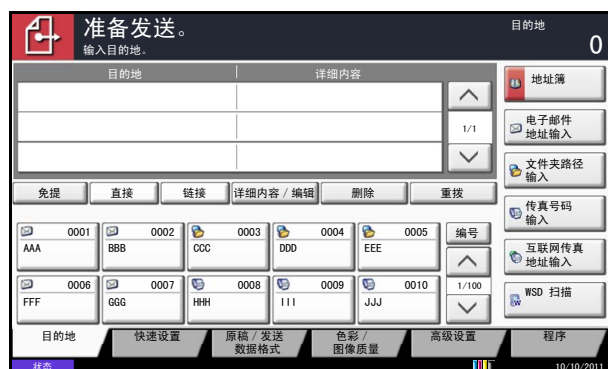 准备发送。
输入目的地。
目的地
0
目的地 详细内容
1/1
免提 直接 链接 详细内容 / 编辑 删除 重拨
0001 0002 0003 0004 0005
AAA BBB CCC DDD EEE
0006 0007 0008 0009 0010
FFF GGG HHH III JJJ
编号
1/100
地址簿
电子邮件
地址输入
文件夹路径
输入
传真号码
输入
互联网传真
地址输入
WSD 扫描
目的地
快速设置
原稿 / 发送
数据格式
色彩 /
图像质量
高级设置
程序
状态
10/10/2011